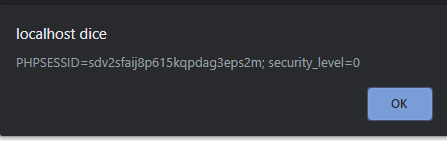 localhost dice
PHPSESSID=sdv2sfaij8p615kqpdag3eps2m; security_level=0
OK